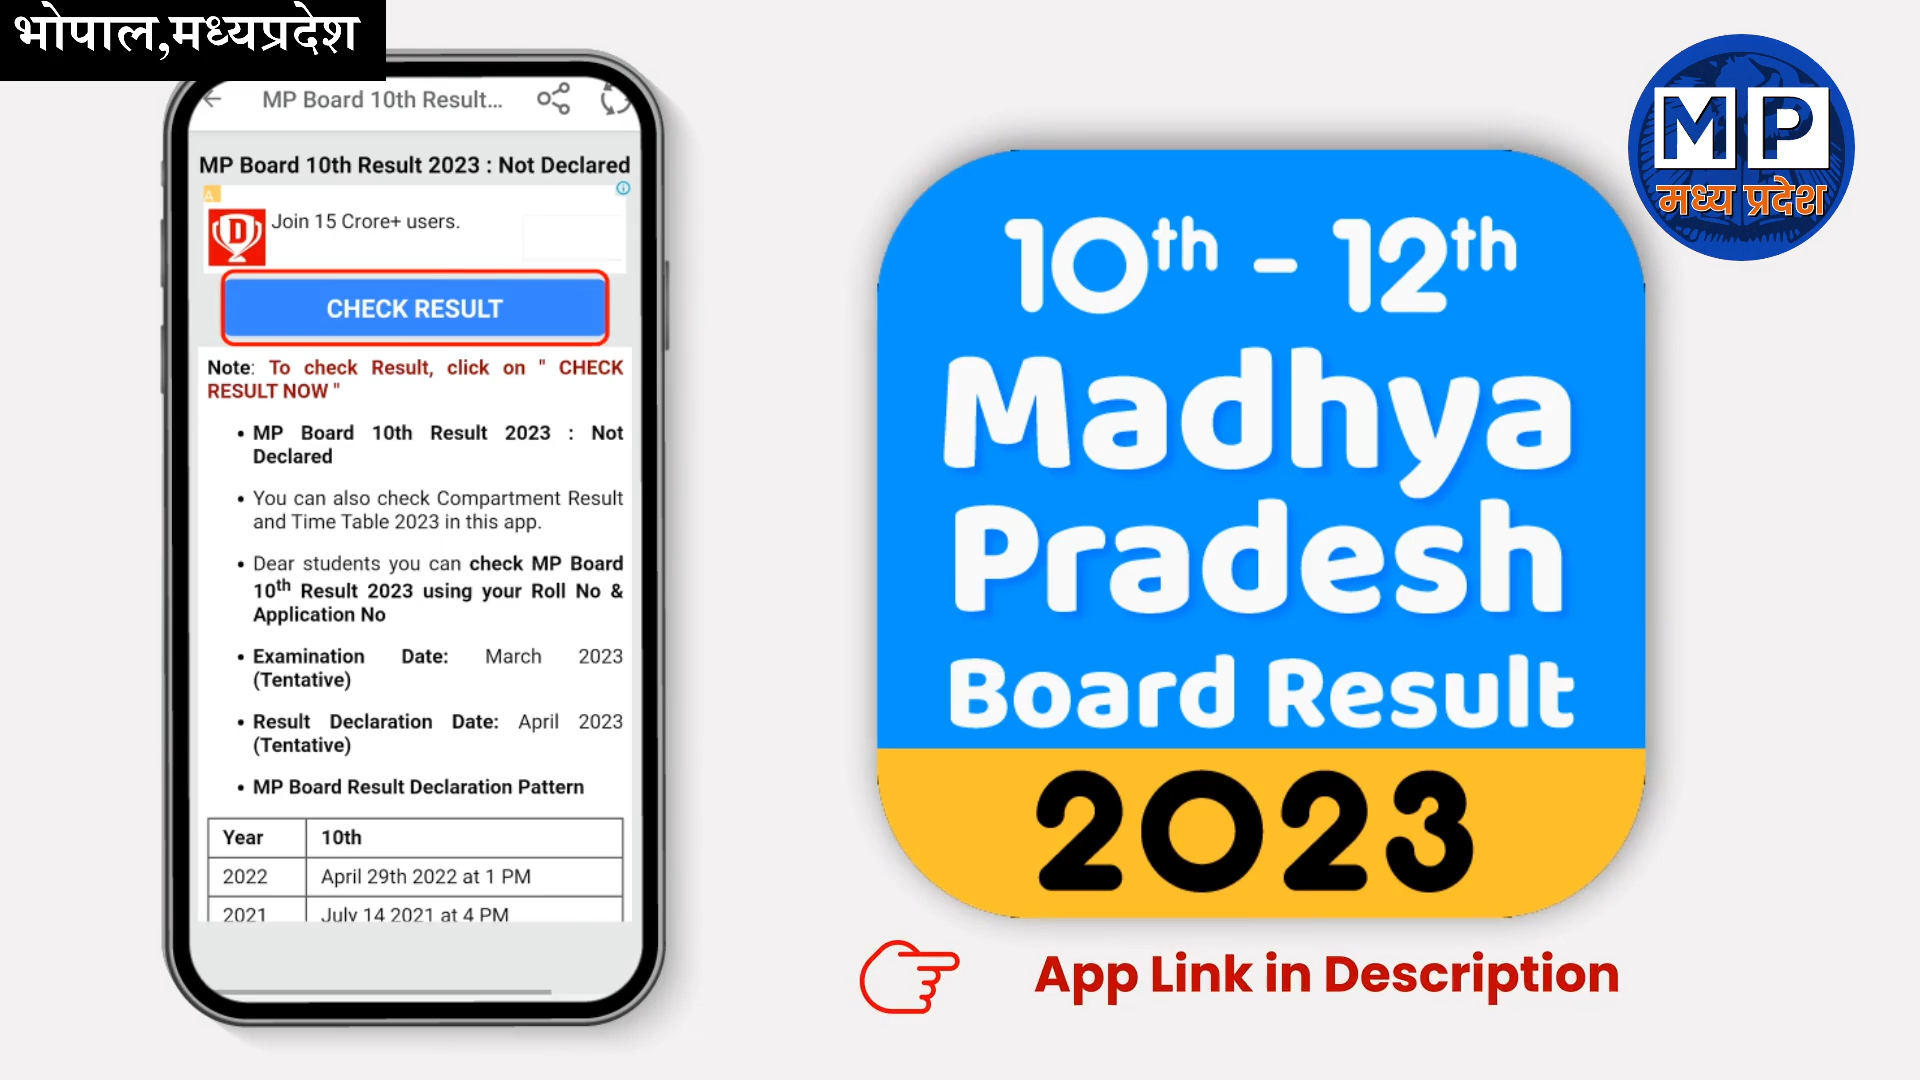 भोपाल,मध्यप्रदेश
MP Board 10th Result...
MP Board 10th Result 2023 : Not Declared
A
D
Join 15 Crore+ users.
CHECK RESULT
Note: To check Result, click on " CHECK
RESULT NOW "
• MP Board 10th Result 2023 : Not
Declared
• You can also check Compartment Result
and Time Table 2023 in this app.
• Dear students you can check MP Board
10th Result 2023 using your Roll No &
Application No
• Examination Date: March 2023
(Tentative)
• Result Declaration Date: April 2023
(Tentative)
• MP Board Result Declaration Pattern
Year 10th
2022 April 29th 2022 at 1 PM
2021 July 14 2021 at 4 PM
MP
मध्य प्रदेश
10th - 12th
Madhya
Pradesh
Board Result
2023
App Link in Description